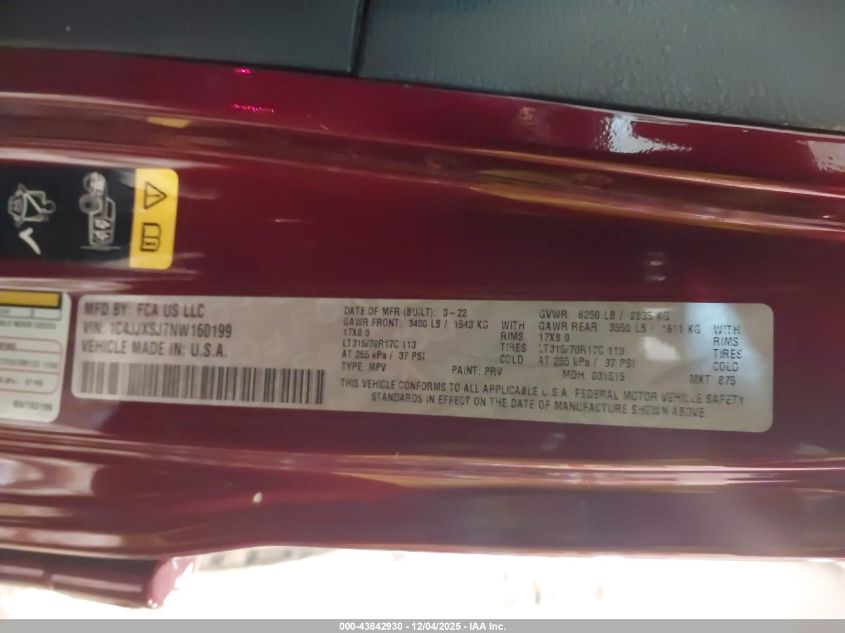 MFD BY: FCA US LLC
VIN: 1C4JJXSJ7NW160199
VEHICLE MADE IN: U.S.A.
DATE OF MFR (BUILT): 3-22
GVWR 6250 LB / 2835 KG
GAWR FRONT: 3400 LB / 1543 KG WITH
GAWR REAR: 3550 LB / 1611 KG WITH
17X8.0 RIMS
17X8.0 RIMS
LT315/70R17C 113 TIRES
LT315/70R17C 113 TIRES
AT 255 kPa / 37 PSI COLD
AT 255 kPa / 37 PSI COLD
TYPE: MPV
PAINT: PRV
MDH: 031515
MKT: 875
THIS VEHICLE CONFORMS TO ALL APPLICABLE U.S.A. FEDERAL MOTOR VEHICLE SAFETY
STANDARDS IN EFFECT ON THE DATE OF MANUFACTURE SHOWN ABOVE.
NW160199
000-43842930 - 12/04/2025 - IAA Inc.